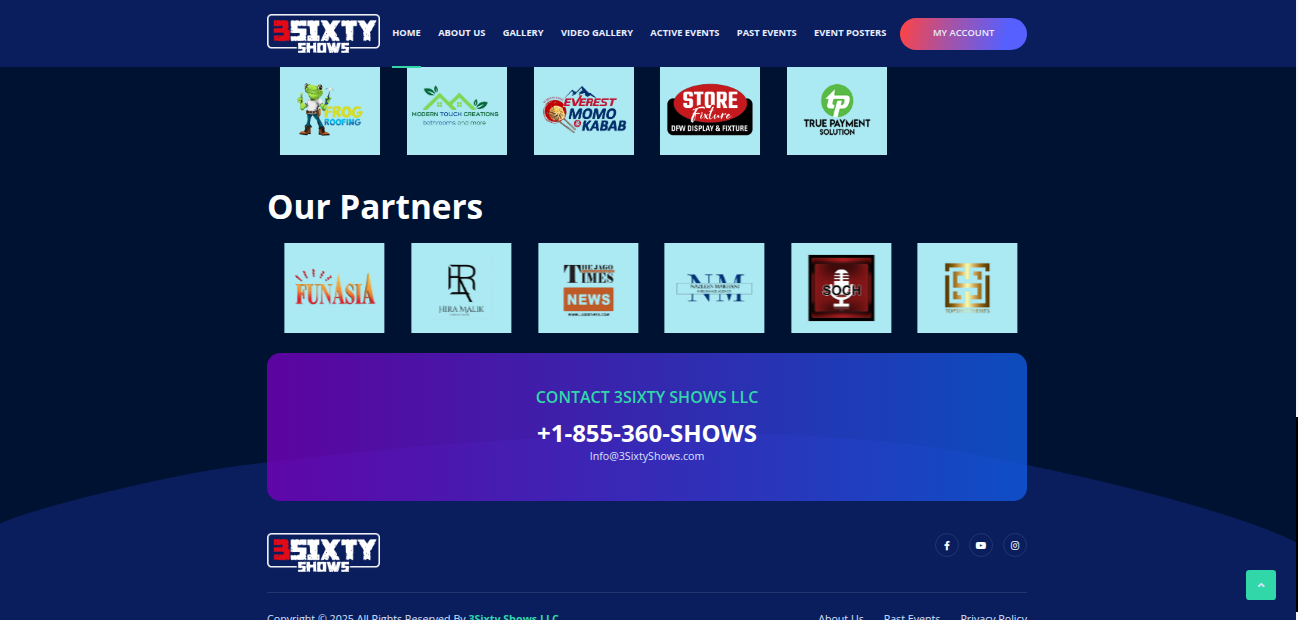 3SIXTY SHOWS
HOME ABOUT US GALLERY VIDEO GALLERY ACTIVE EVENTS PAST EVENTS EVENT POSTERS MY ACCOUNT
FROG
ROOFING
MODERN TOUCH CREATIONS
bathrooms and more
EVEREST
MOMO
& KABAB
STORE
Fixture
DFW DISPLAY & FIXTURE
tp
TRUE PAYMENT
SOLUTION
Our Partners
FUNASIA
HIRA MALIK
THE JAGO
TIMES
NEWS
NM
SOCH
CONTACT 3SIXTY SHOWS LLC
+1-855-360-SHOWS
Info@3SixtyShows.com
3SIXTY SHOWS
Copyright © 2025 All Rights Reserved By 3Sixty Shows LLC
About Us Past Events Privacy Policy